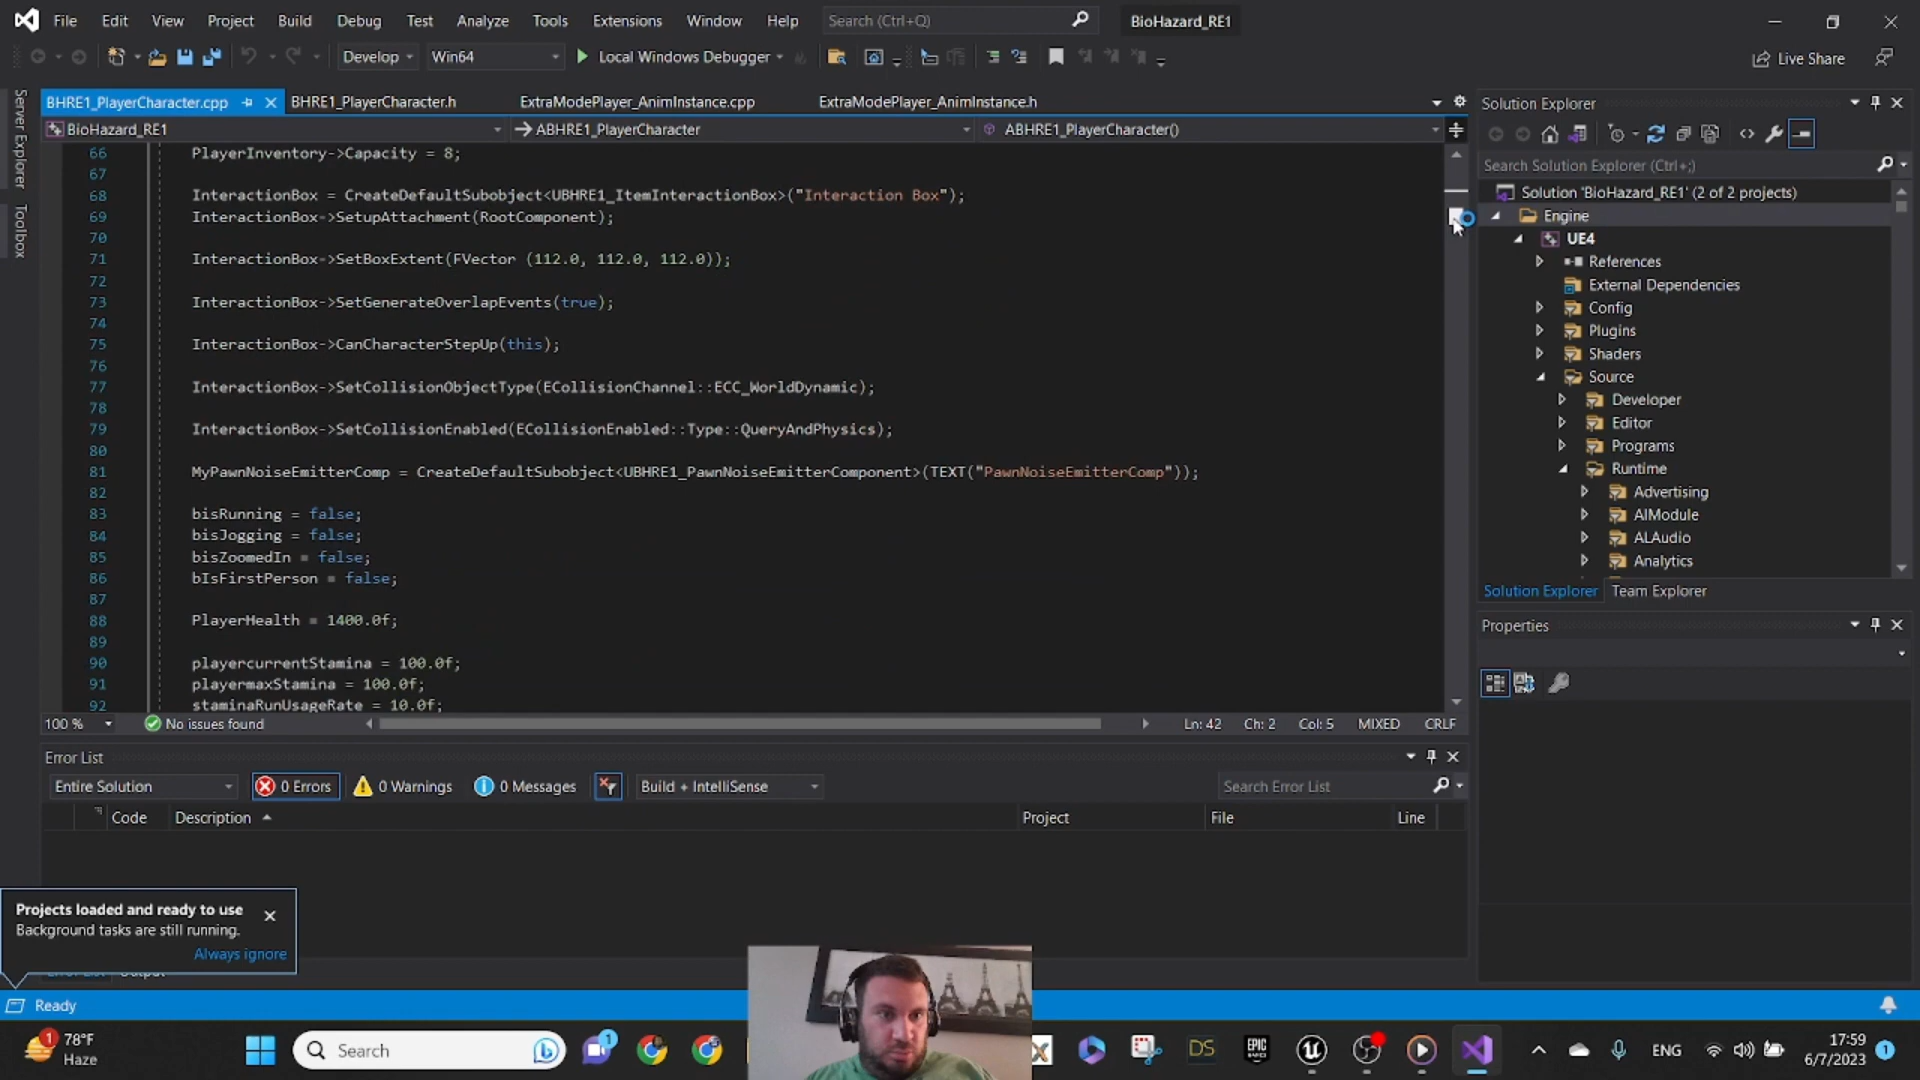 File Edit View Project Build Debug Test Analyze Tools Extensions Window Help Search (Ctrl+Q) BioHazard_RE1
Develop Win64 Local Windows Debugger Live Share
Server Explorer
Toolbox
BHRE1_PlayerCharacter.cpp BHRE1_PlayerCharacter.h ExtraModePlayer_AnimInstance.cpp ExtraModePlayer_AnimInstance.h
BioHazard_RE1 ABHRE1_PlayerCharacter ABHRE1_PlayerCharacter()
66 PlayerInventory->Capacity = 8;
67
68 InteractionBox = CreateDefaultSubobject<UBHRE1_ItemInteractionBox>("Interaction Box");
69 InteractionBox->SetupAttachment(RootComponent);
70
71 InteractionBox->SetBoxExtent(FVector (112.0, 112.0, 112.0));
72
73 InteractionBox->SetGenerateOverlapEvents(true);
74
75 InteractionBox->CanCharacterStepUp(this);
76
77 InteractionBox->SetCollisionObjectType(ECollisionChannel::ECC_WorldDynamic);
78
79 InteractionBox->SetCollisionEnabled(ECollisionEnabled::Type::QueryAndPhysics);
80
81 MyPawnNoiseEmitterComp = CreateDefaultSubobject<UBHRE1_PawnNoiseEmitterComponent>(TEXT("PawnNoiseEmitterComp"));
82
83 bisRunning = false;
84 bisJogging = false;
85 bisZoomedIn = false;
86 bIsFirstPerson = false;
87
88 PlayerHealth = 1400.0f;
89
90 playercurrentStamina = 100.0f;
91 playermaxStamina = 100.0f;
92 staminaRunUsageRate = 10.0f;
100 % No issues found Ln: 42 Ch: 2 Col: 5 MIXED CRLF
Solution Explorer
Search Solution Explorer (Ctrl+;)
Solution 'BioHazard_RE1' (2 of 2 projects)
Engine
UE4
References
External Dependencies
Config
Plugins
Shaders
Source
Developer
Editor
Programs
Runtime
Advertising
AIModule
ALAudio
Analytics
Solution Explorer Team Explorer
Properties
Error List
Entire Solution 0 Errors 0 Warnings 0 Messages Build + IntelliSense Search Error List
Code Description Project File Line
Projects loaded and ready to use
Background tasks are still running.
Always ignore
Error List Output
Ready
1 78°F
Haze
Search
1
DS
EPIC GAMES
ENG
17:59
6/7/2023
1